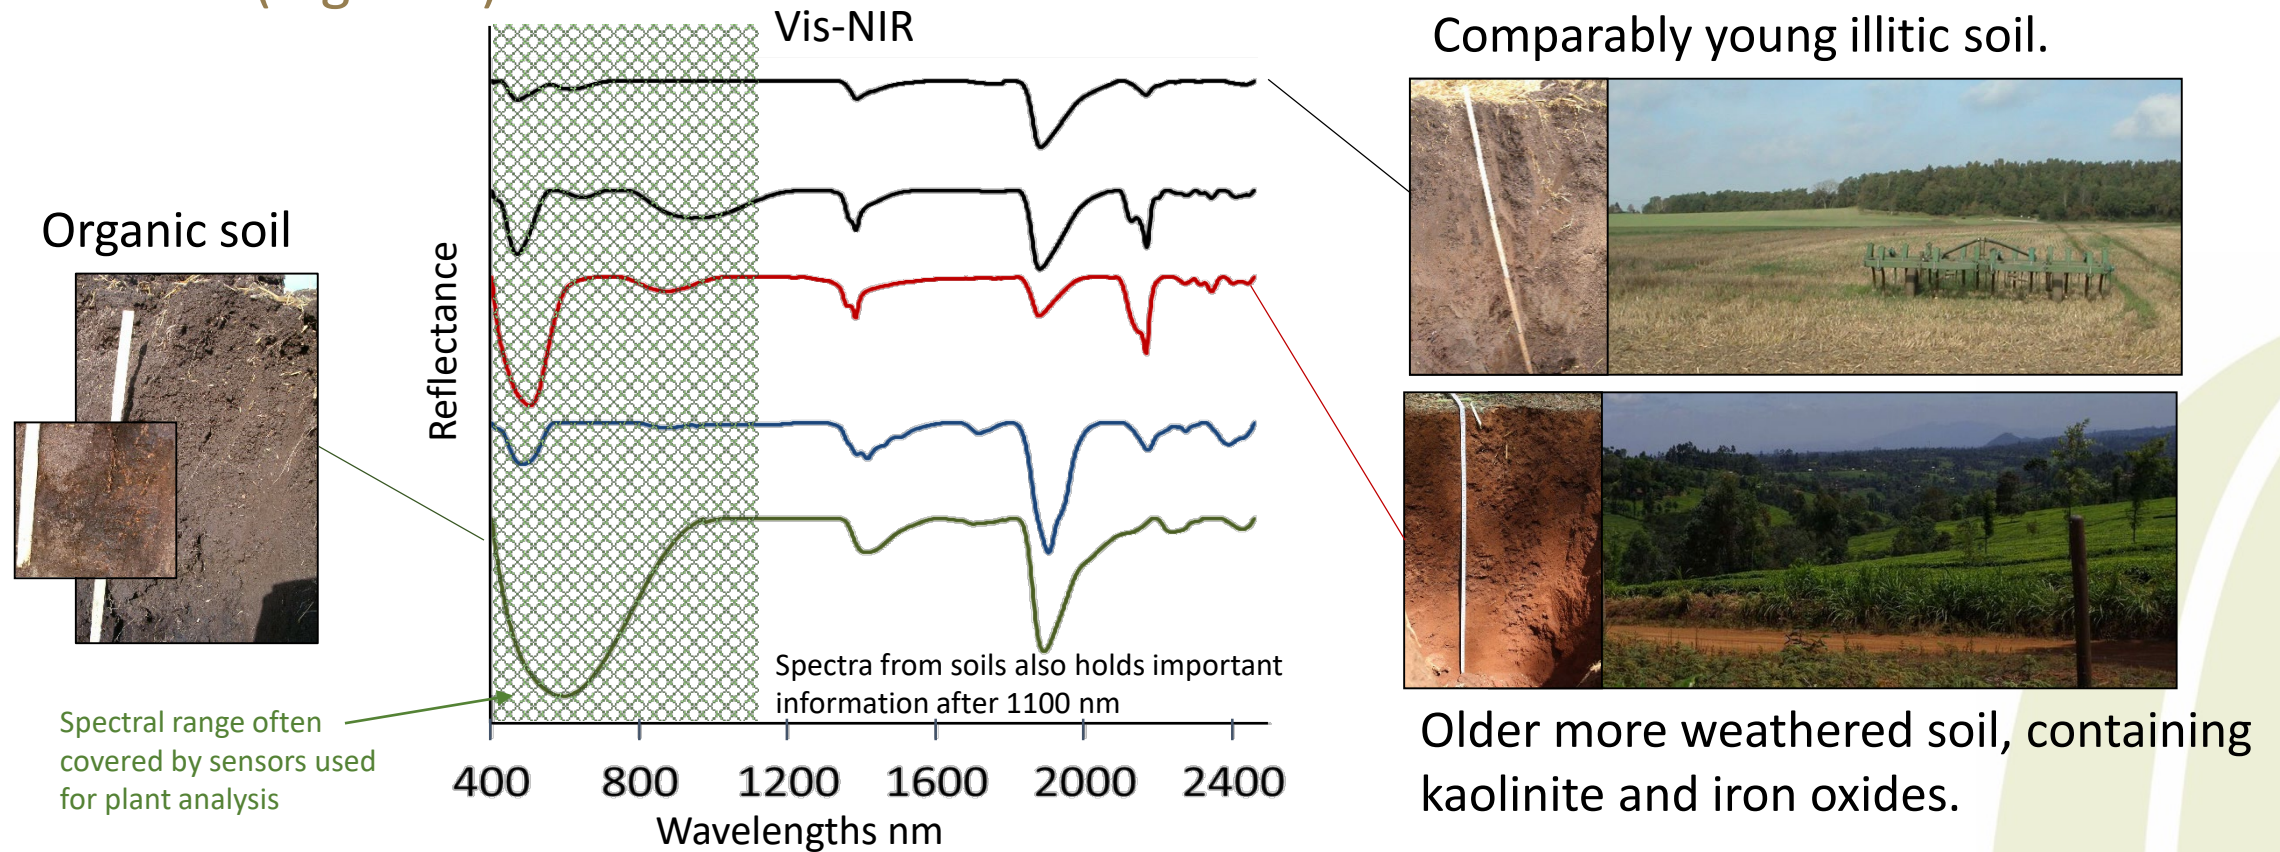 Vis-NIR
Comparably young illitic soil.
Organic soil
Reflectance
Spectra from soils also holds important
information after 1100 nm
Spectral range often
covered by sensors used
for plant analysis
400 800 1200 1600 2000 2400
Wavelengths nm
Older more weathered soil, containing
kaolinite and iron oxides.